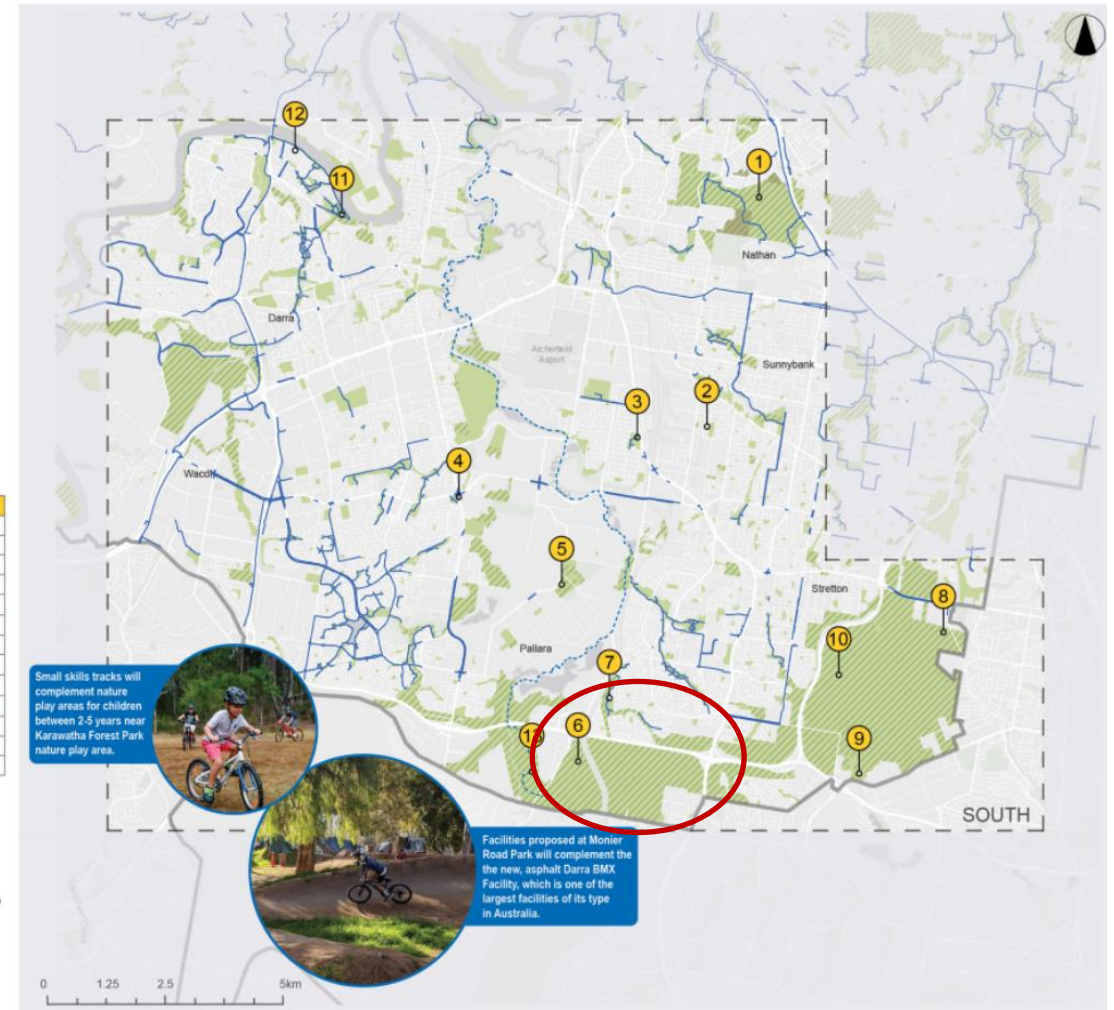 12
1
11
Nathan
Darra
Archerfield
Airport
Sunnybank
3
2
4
Wacol
5
Stretton
8
10
Pallara
7
6
9
SOUTH
Small skills tracks will
complement nature
play areas for children
between 2-5 years near
Karawatha Forest Park
nature play area.
Facilities proposed at Monier
Road Park will complement the
the new, asphalt Darra BMX
Facility, which is one of the
largest facilities of its type
in Australia.
0 1.25 2.5 5km